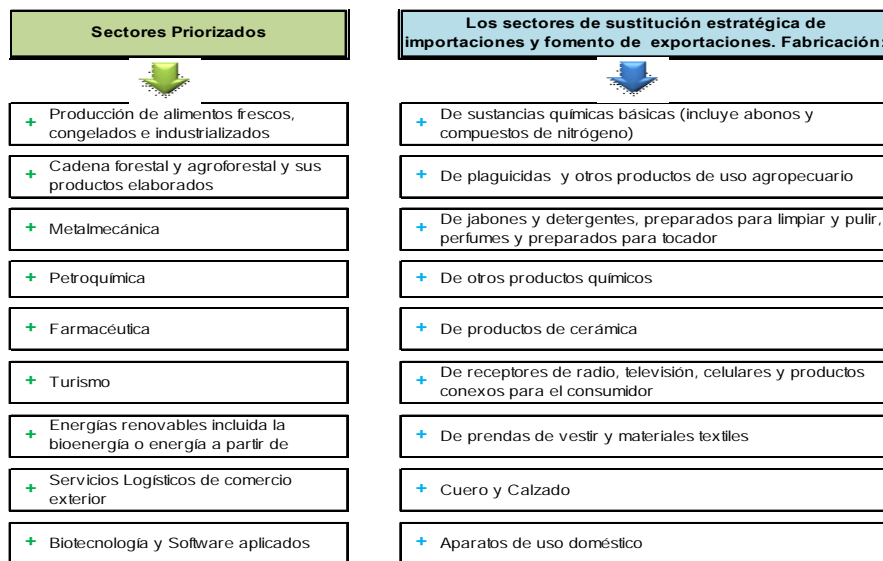 Sectores Priorizados
+ Producción de alimentos frescos,
congelados e industrializados
+ Cadena forestal y agroforestal y sus
productos elaborados
+ Metalmecánica
+ Petroquímica
+ Farmacéutica
+ Turismo
+ Energías renovables incluida la
bioenergía o energía a partir de
+ Servicios Logísticos de comercio
exterior
+ Biotecnología y Software aplicados
Los sectores de sustitución estratégica de
importaciones y fomento de exportaciones. Fabricación:
+ De sustancias químicas básicas (incluye abonos y
compuestos de nitrógeno)
+ De plaguicidas y otros productos de uso agropecuario
+ De jabones y detergentes, preparados para limpiar y pulir,
perfumes y preparados para tocador
+ De otros productos químicos
+ De productos de cerámica
+ De receptores de radio, televisión, celulares y productos
conexos para el consumidor
+ De prendas de vestir y materiales textiles
+ Cuero y Calzado
+ Aparatos de uso doméstico